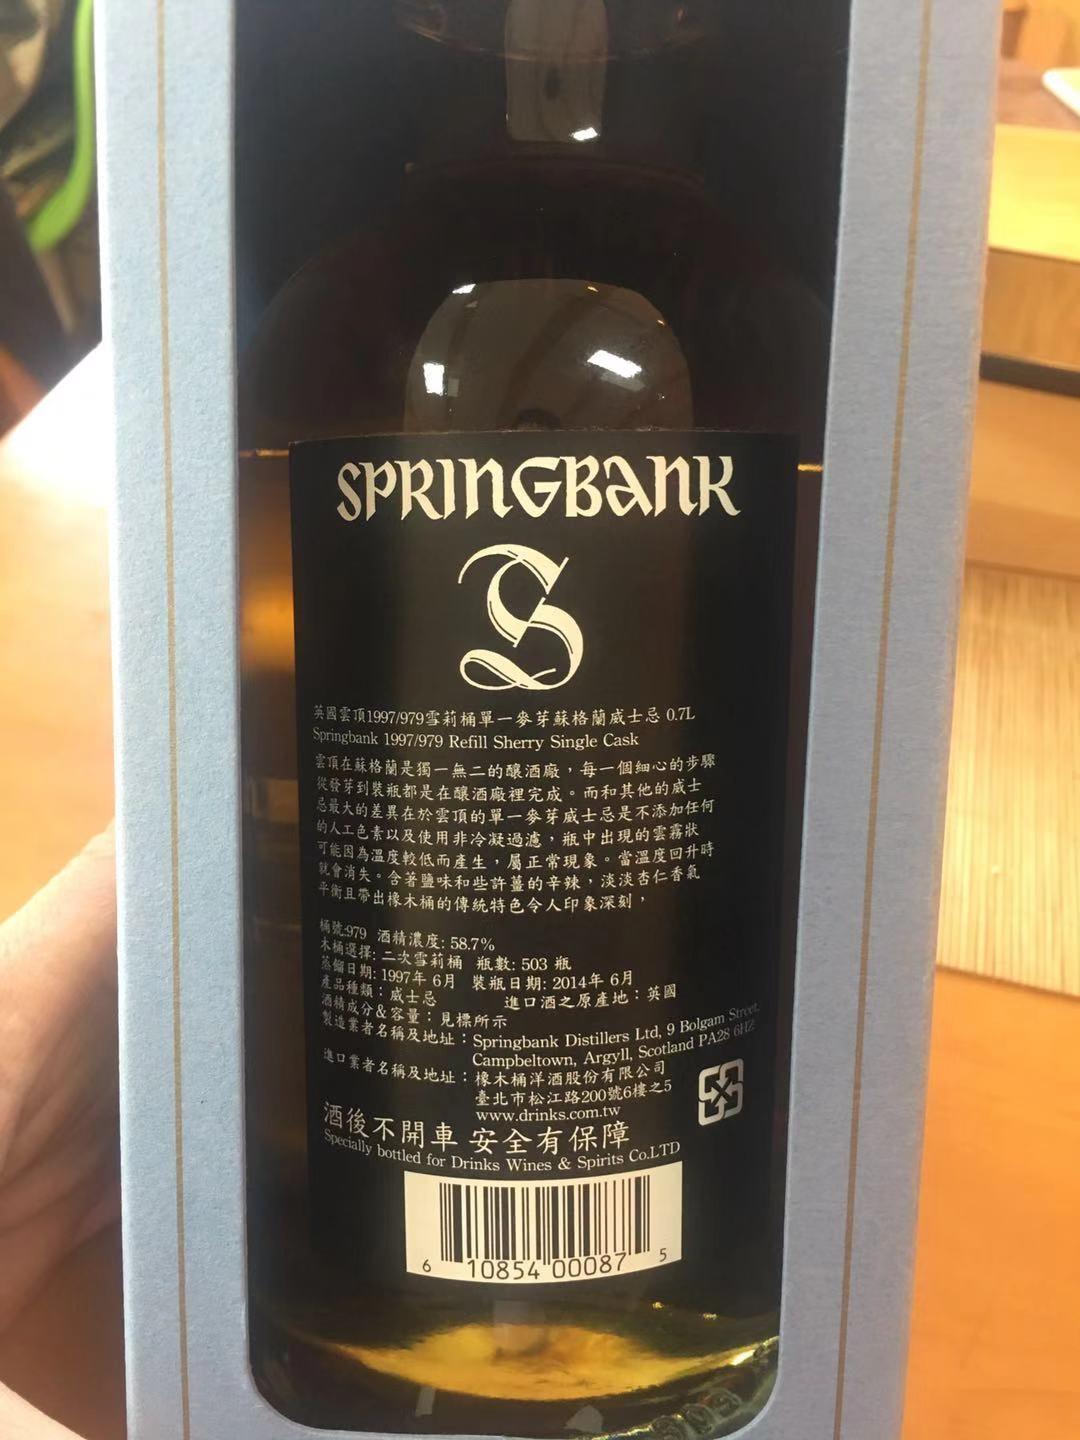 SPRINGBANK
S
英國雲頂1997/979雪莉桶單一麥芽蘇格蘭威士忌 0.7L
Springbank 1997/979 Refill Sherry Single Cask
雲頂在蘇格蘭是獨一無二的釀酒廠，每一個細心的步驟
從發芽到裝瓶都是在釀酒廠裡完成。而和其他的威士
忌最大的差異在於雲頂的單一麥芽威士忌是不添加任何
的人工色素以及使用非冷凝過濾，瓶中出現的雲霧狀
可能因為溫度較低而產生，屬正常現象。當溫度回升時
就會消失。含著鹽味和些許薑的辛辣，淡淡杏仁香氣
平衡且帶出橡木桶的傳統特色令人印象深刻，
桶號:979 酒精濃度: 58.7%
木桶選擇: 二次雪莉桶 瓶數: 503 瓶
蒸餾日期: 1997年 6月 裝瓶日期: 2014年 6月
產品種類：威士忌 進口酒之原產地：英國
酒精成分&容量：見標所示
製造業者名稱及地址：Springbank Distillers Ltd, 9 Bolgam Street,
Campbeltown, Argyll, Scotland PA28 6HZ
進口業者名稱及地址：橡木桶洋酒股份有限公司
臺北市松江路200號6樓之5
www.drinks.com.tw
酒後不開車 安全有保障
Specially bottled for Drinks Wines & Spirits Co.LTD
6 10854 00087 5